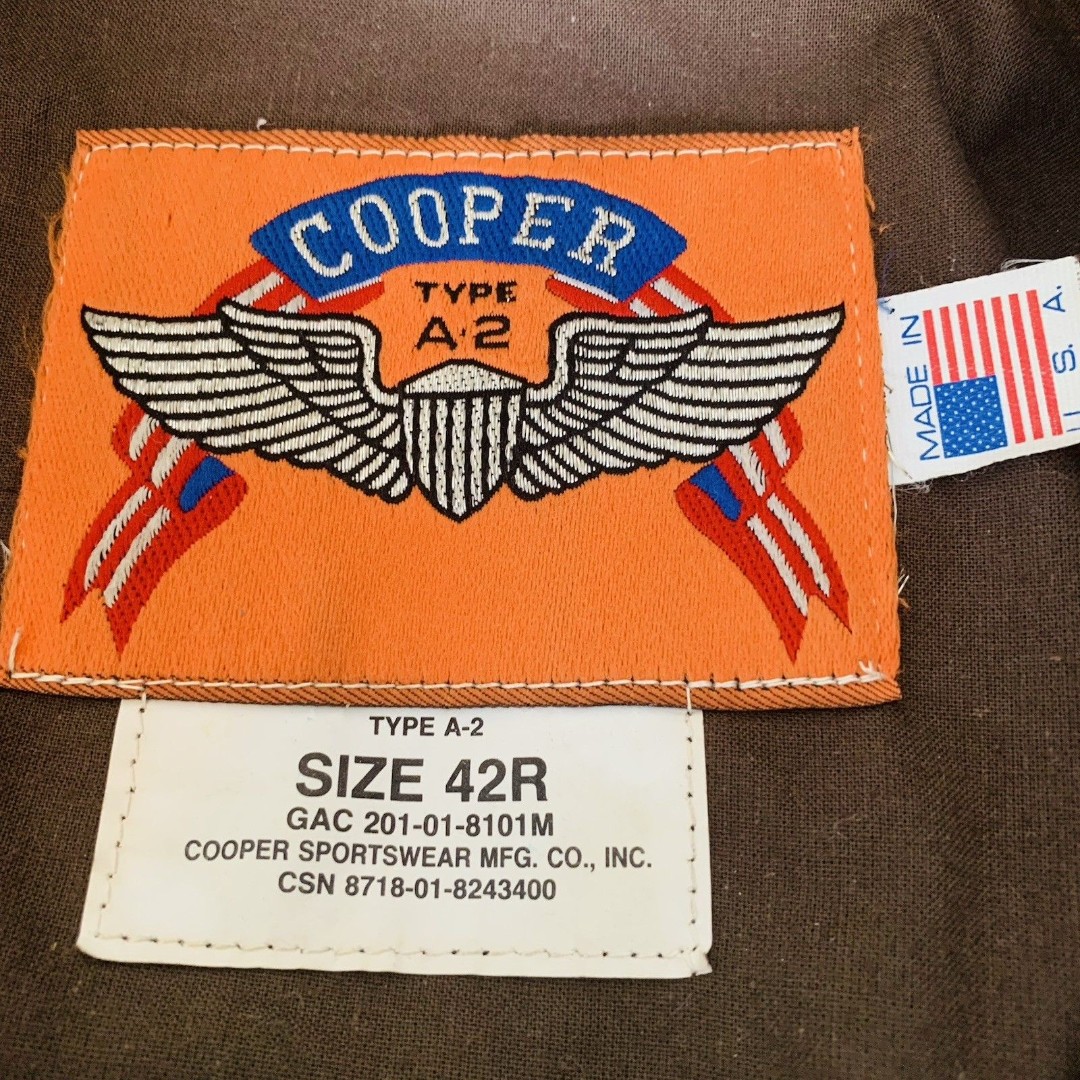 COOPER
TYPE
A-2
MADE IN
U. S. A.
TYPE A-2
SIZE 42R
GAC 201-01-8101M
COOPER SPORTSWEAR MFG. CO., INC.
CSN 8718-01-8243400